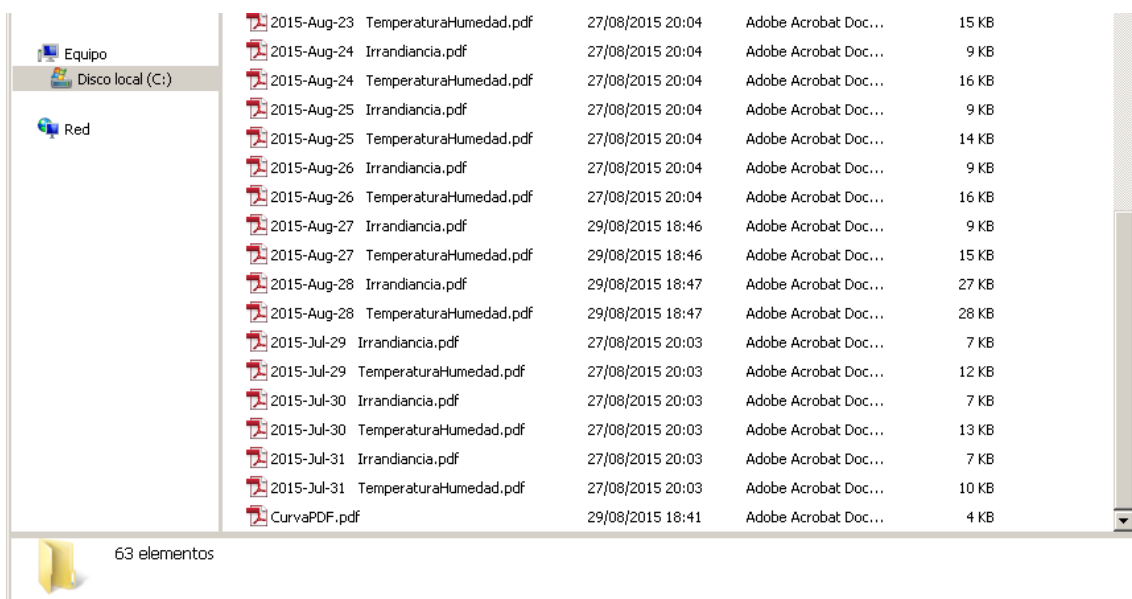 2015-Aug-23 TemperaturaHumedad.pdf 27/08/2015 20:04 Adobe Acrobat Doc... 15 KB
Equipo
2015-Aug-24 Irrandiancia.pdf 27/08/2015 20:04 Adobe Acrobat Doc... 9 KB
Disco local (C:)
2015-Aug-24 TemperaturaHumedad.pdf 27/08/2015 20:04 Adobe Acrobat Doc... 16 KB
2015-Aug-25 Irrandiancia.pdf 27/08/2015 20:04 Adobe Acrobat Doc... 9 KB
Red
2015-Aug-25 TemperaturaHumedad.pdf 27/08/2015 20:04 Adobe Acrobat Doc... 14 KB
2015-Aug-26 Irrandiancia.pdf 27/08/2015 20:04 Adobe Acrobat Doc... 9 KB
2015-Aug-26 TemperaturaHumedad.pdf 27/08/2015 20:04 Adobe Acrobat Doc... 16 KB
2015-Aug-27 Irrandiancia.pdf 29/08/2015 18:46 Adobe Acrobat Doc... 9 KB
2015-Aug-27 TemperaturaHumedad.pdf 29/08/2015 18:46 Adobe Acrobat Doc... 15 KB
2015-Aug-28 Irrandiancia.pdf 29/08/2015 18:47 Adobe Acrobat Doc... 27 KB
2015-Aug-28 TemperaturaHumedad.pdf 29/08/2015 18:47 Adobe Acrobat Doc... 28 KB
2015-Jul-29 Irrandiancia.pdf 27/08/2015 20:03 Adobe Acrobat Doc... 7 KB
2015-Jul-29 TemperaturaHumedad.pdf 27/08/2015 20:03 Adobe Acrobat Doc... 12 KB
2015-Jul-30 Irrandiancia.pdf 27/08/2015 20:03 Adobe Acrobat Doc... 7 KB
2015-Jul-30 TemperaturaHumedad.pdf 27/08/2015 20:03 Adobe Acrobat Doc... 13 KB
2015-Jul-31 Irrandiancia.pdf 27/08/2015 20:03 Adobe Acrobat Doc... 7 KB
2015-Jul-31 TemperaturaHumedad.pdf 27/08/2015 20:03 Adobe Acrobat Doc... 10 KB
CurvaPDF.pdf 29/08/2015 18:41 Adobe Acrobat Doc... 4 KB
63 elementos